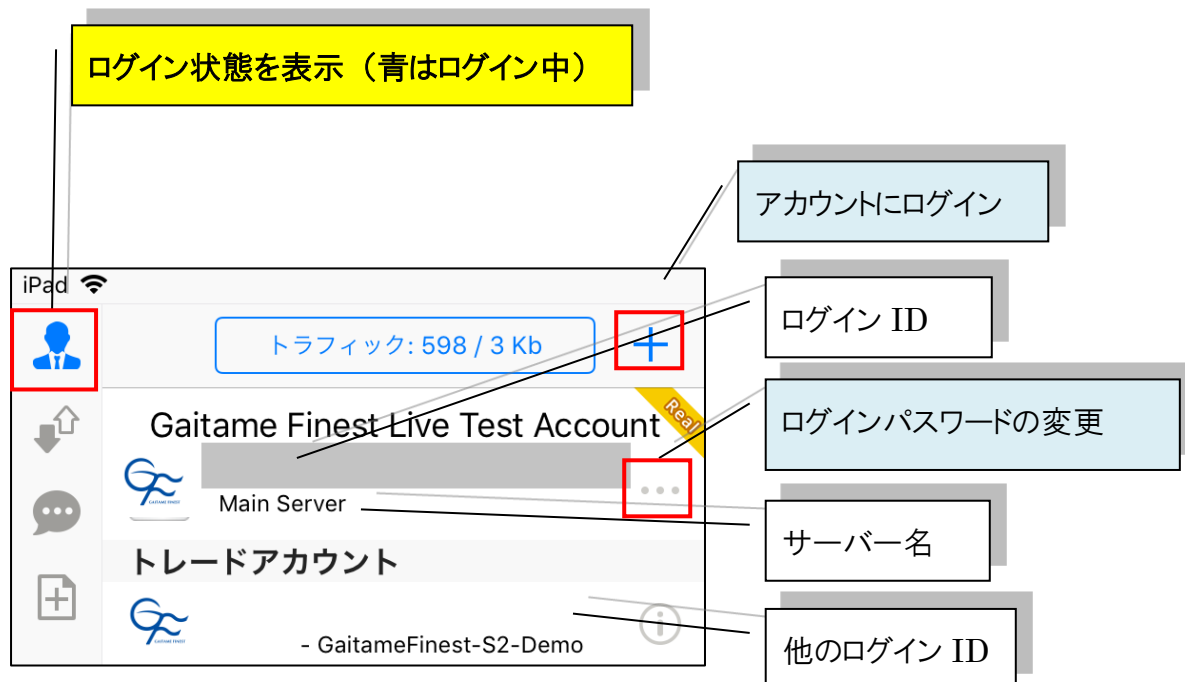 ログイン状態を表示（青はログイン中）
アカウントにログイン
iPad
ログイン ID
トラフィック: 598 / 3 Kb
Real
Gaitame Finest Live Test Account
ログインパスワードの変更
GAITAME FINEST
Main Server
サーバー名
トレードアカウント
GAITAME FINEST
- GaitameFinest-S2-Demo
他のログイン ID